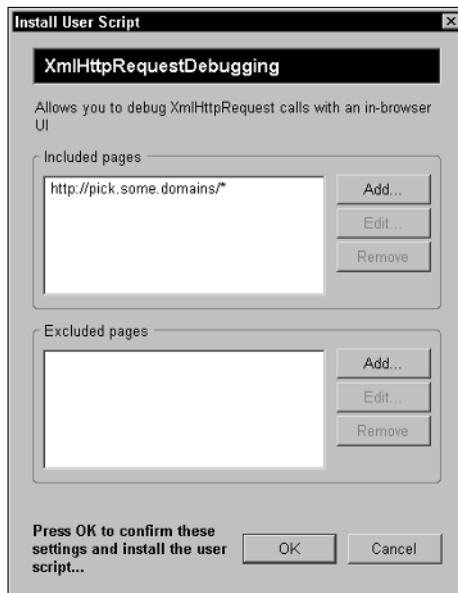 Install User Script
XmlHttpRequestDebugging
Allows you to debug XmlHttpRequest calls with an in-browser
UI
Included pages
http://pick.some.domains/*
Add...
Edit...
Remove
Excluded pages
Add...
Edit...
Remove
Press OK to confirm these
settings and install the user
script...
OK
Cancel